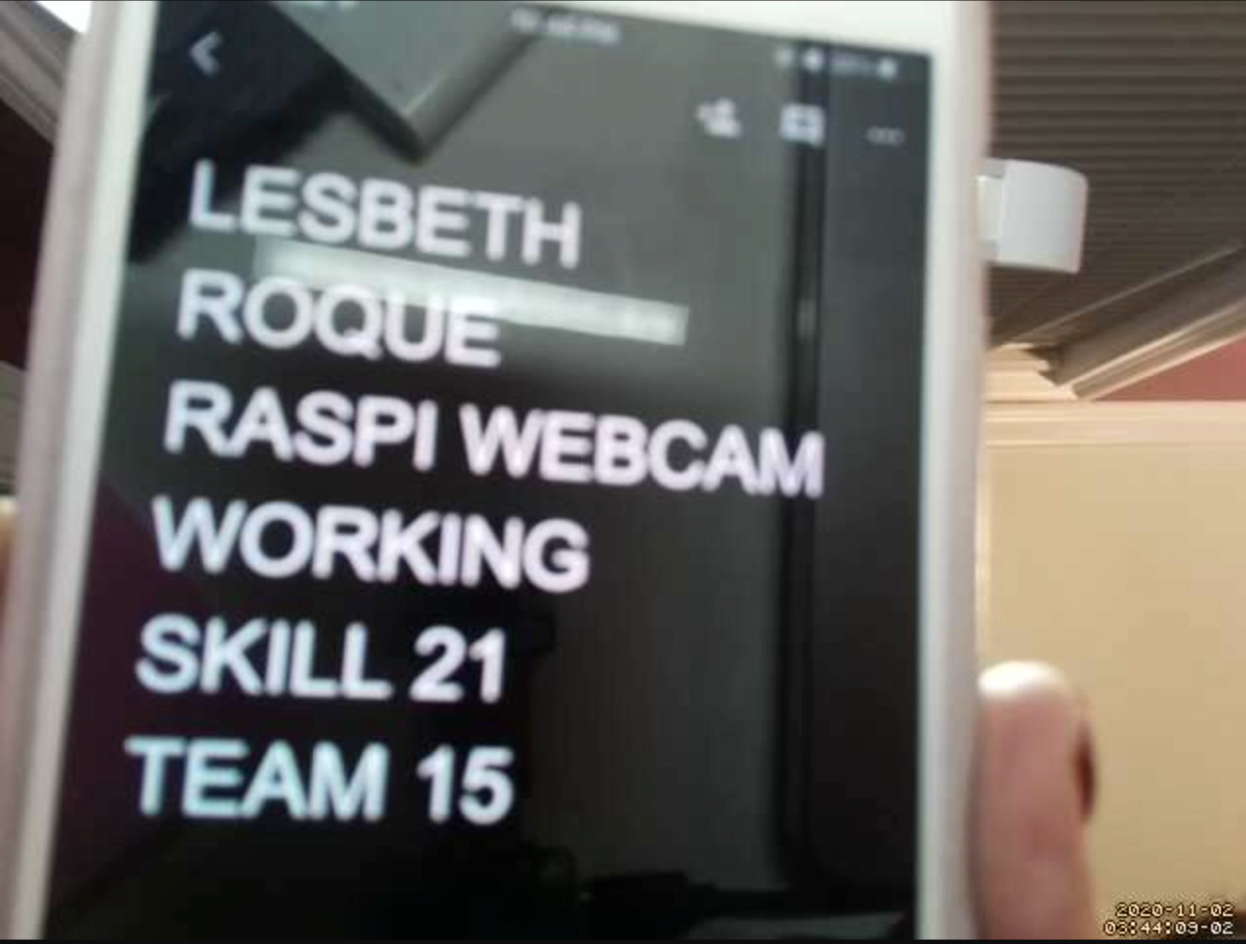 LESBETH
ROQUE
RASPI WEBCAM
WORKING
SKILL 21
TEAM 15
2020-11-02
03:44:09-02